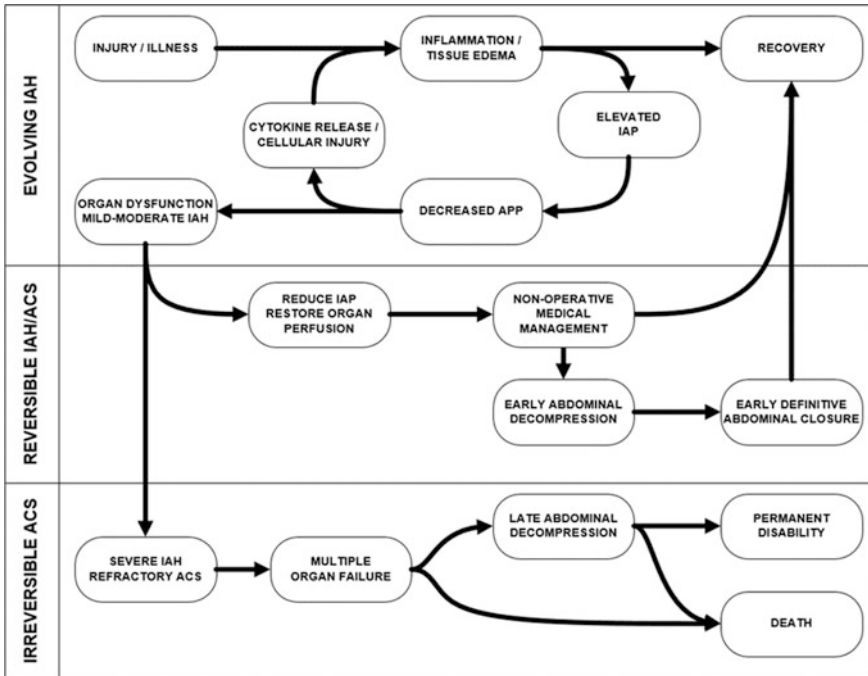 EVOLVING IAH
INJURY / ILLNESS
INFLAMMATION /
TISSUE EDEMA
RECOVERY
CYTOKINE RELEASE /
CELLULAR INJURY
ELEVATED
IAP
ORGAN DYSFUNCTION
MILD-MODERATE IAH
DECREASED APP
REVERSIBLE IAH/ACS
REDUCE IAP
RESTORE ORGAN
PERFUSION
NON-OPERATIVE
MEDICAL
MANAGEMENT
EARLY ABDOMINAL
DECOMPRESSION
EARLY DEFINITIVE
ABDOMINAL CLOSURE
IRREVERSIBLE ACS
SEVERE IAH
REFRACTORY ACS
MULTIPLE
ORGAN FAILURE
LATE ABDOMINAL
DECOMPRESSION
PERMANENT
DISABILITY
DEATH